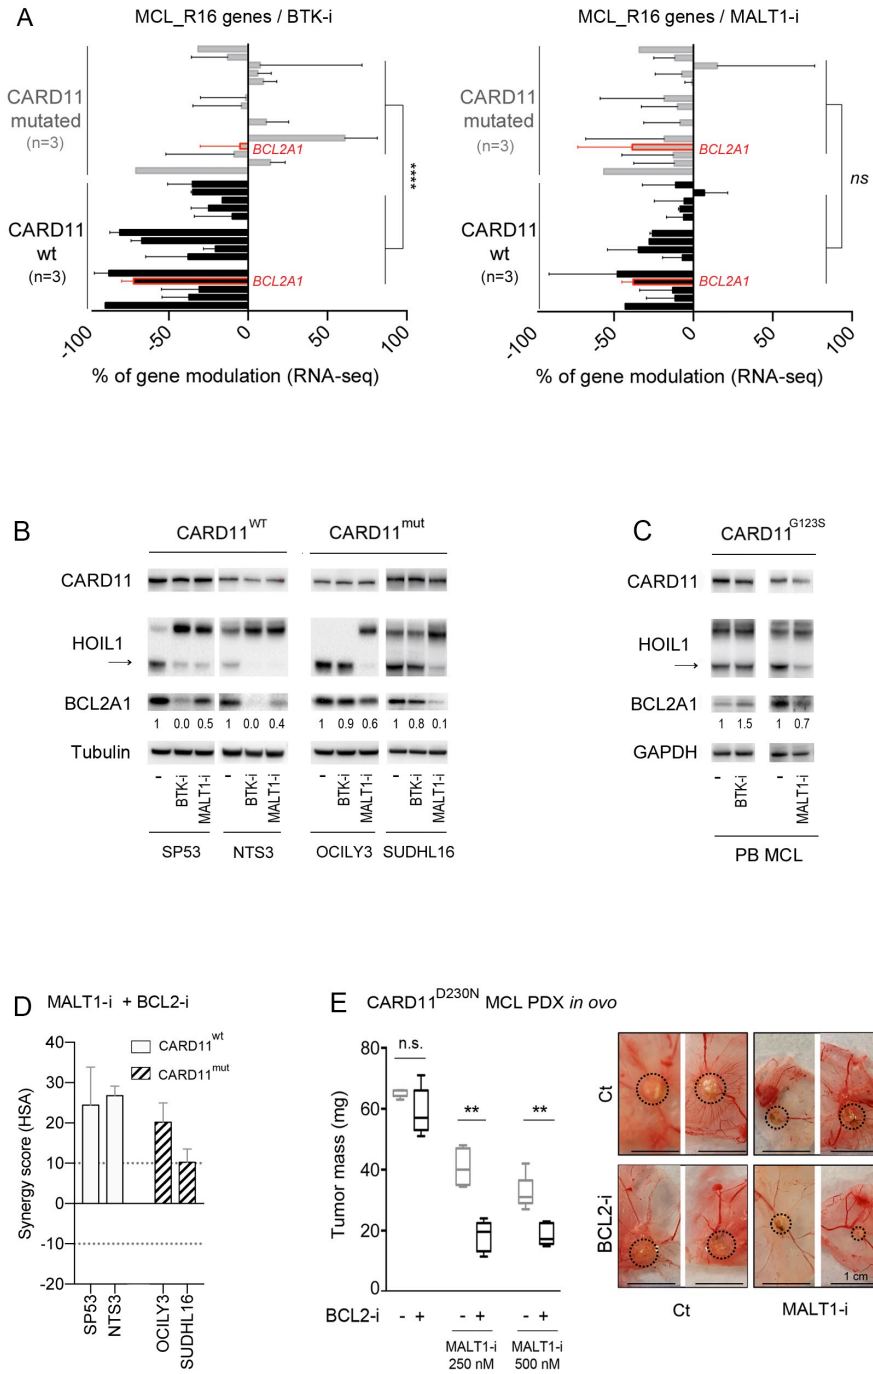 A
MCL_R16 genes / BTK-i
CARD11
mutated
(n=3)
BCL2A1
****
CARD11
wt
(n=3)
BCL2A1
-100
-50
0
50
100
% of gene modulation (RNA-seq)
MCL_R16 genes / MALT1-i
CARD11
mutated
(n=3)
BCL2A1
ns
CARD11
wt
(n=3)
BCL2A1
-100
-50
0
50
100
% of gene modulation (RNA-seq)
B
CARD11WT
CARD11mut
CARD11
HOIL1
→
BCL2A1
1 0.0 0.5 1 0.0 0.4 1 0.9 0.6 1 0.8 0.1
Tubulin
- BTK-i MALT1-i - BTK-i MALT1-i - BTK-i MALT1-i - BTK-i MALT1-i
SP53 NTS3 OCILY3 SUDHL16
C
CARD11G123S
CARD11
HOIL1
→
BCL2A1
1 1.5 1 0.7
GAPDH
- BTK-i - MALT1-i
PB MCL
D
MALT1-i + BCL2-i
CARD11wt
CARD11mut
Synergy score (HSA)
40
30
20
10
0
-10
-20
SP53
NTS3
OCILY3
SUDHL16
E
CARD11D230N MCL PDX in ovo
Tumor mass (mg)
80
60
40
20
0
n.s.
**
**
BCL2-i - + - + - +
MALT1-i
250 nM
MALT1-i
500 nM
Ct
BCL2-i
1 cm
Ct
MALT1-i